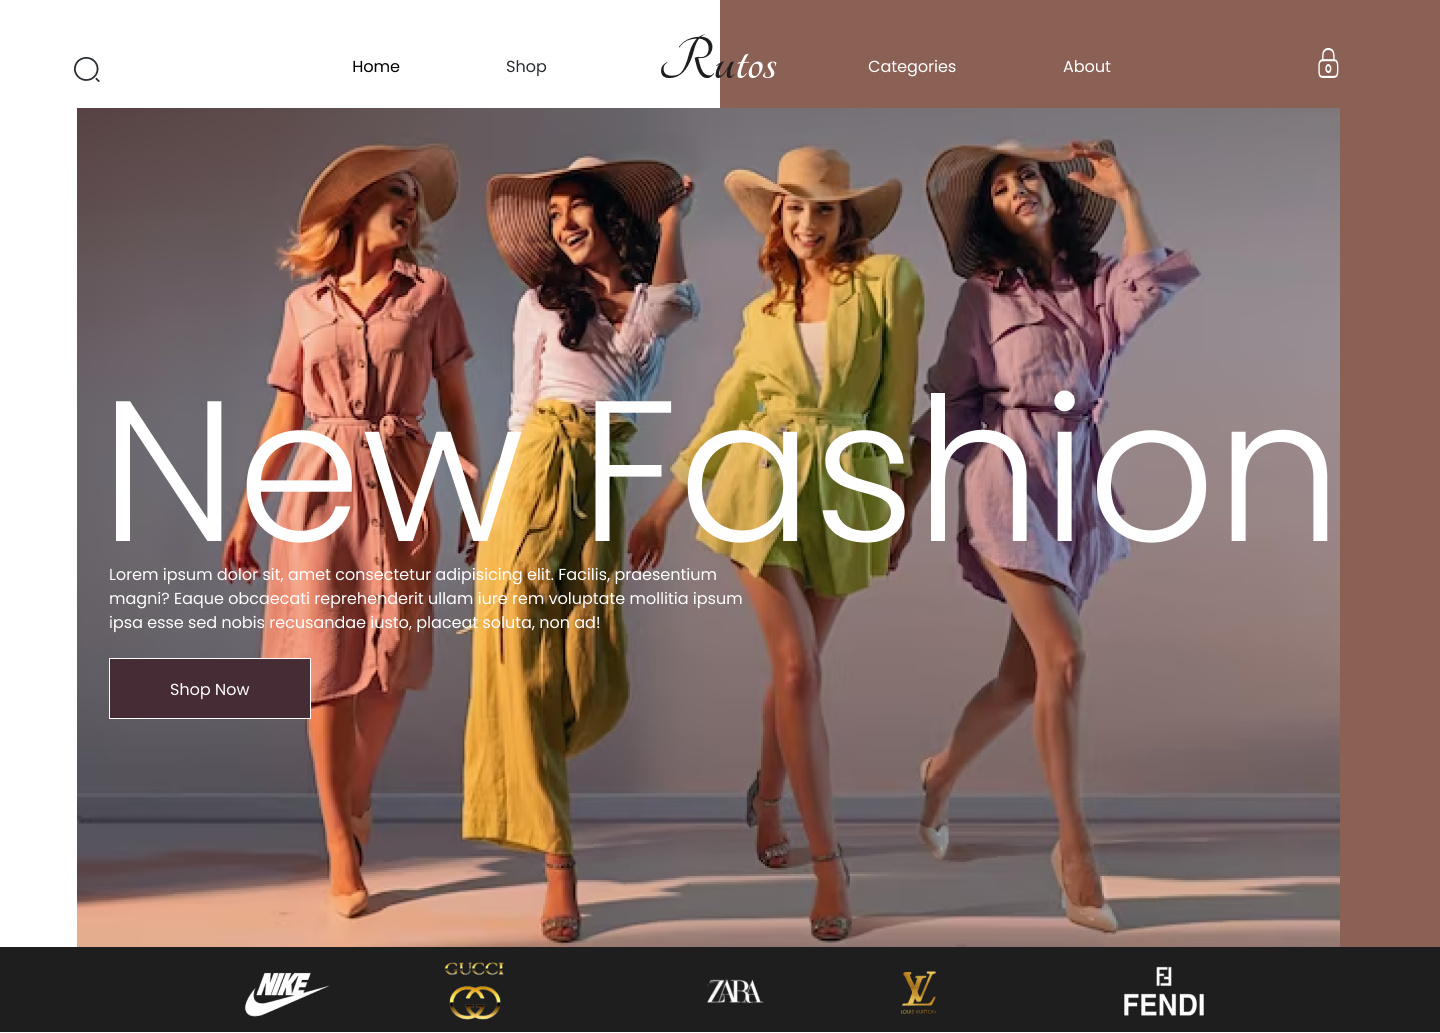 Home
Shop
Rutos
Categories
About
0
New Fashion
Lorem ipsum dolor sit, amet consectetur adipisicing elit. Facilis, praesentium
magni? Eaque obcaecati reprehenderit ullam iure rem voluptate mollitia ipsum
ipsa esse sed nobis recusandae iusto, placeat soluta, non ad!
Shop Now
NIKE
GUCCI
ZARA
LV
LOUIS VUITTON
FENDI